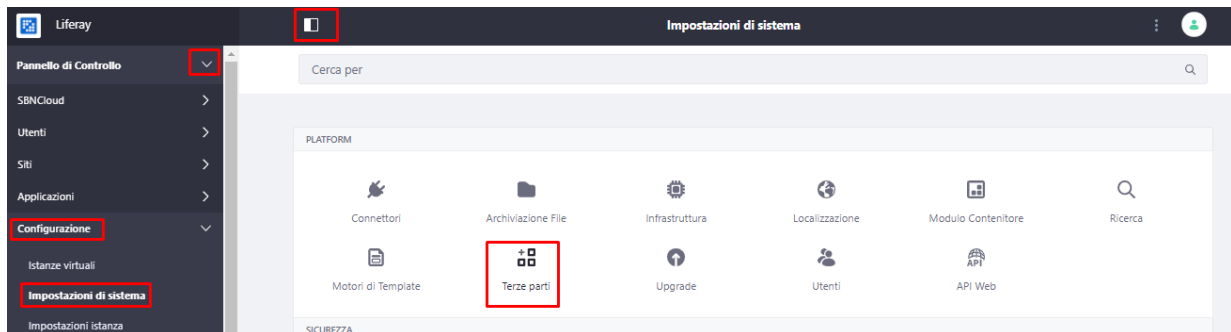 Liferay
Impostazioni di sistema
Pannello di Controllo
Cerca per
SBNCloud
Utenti
Siti
Applicazioni
Configurazione
Istanze virtuali
Impostazioni di sistema
Impostazioni istanza
PLATFORM
Connettori
Archiviazione File
Infrastruttura
Localizzazione
Modulo Contenitore
Ricerca
Motori di Template
Terze parti
Upgrade
Utenti
API
API Web
SICUREZZA